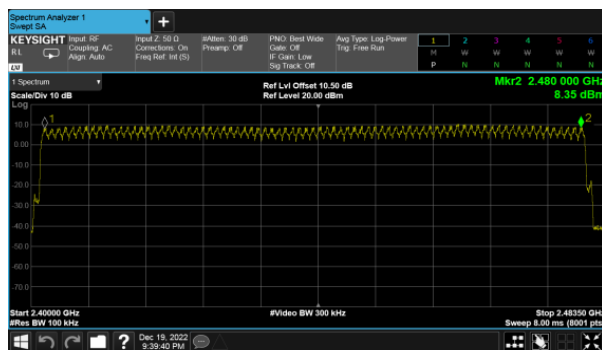 Spectrum Analyzer 1
Swept SA
KEYSIGHT Input: RF Input Z: 50 Ω #Atten: 30 dB PNO: Best Wide Avg Type: Log-Power 1 2 3 4 5 6
RL Coupling: AC Corrections: On Preamp: Off Gate: Off Trig: Free Run M W W W W W
Align: Auto Freq Ref: Int (S) IF Gain: Low P N N N N N
Sig Track: Off
LXI
1 Spectrum Ref Lvl Offset 10.50 dB Mkr2 2.480 000 GHz
Scale/Div 10 dB Ref Level 20.00 dBm 8.35 dBm
Log
1 2
10.0
0.00
-10.0
-20.0
-30.0
-40.0
-50.0
-60.0
-70.0
Start 2.40000 GHz #Video BW 300 kHz Stop 2.48350 GHz
#Res BW 100 kHz Sweep 8.00 ms (8001 pts)
? Dec 19, 2022
9:39:40 PM